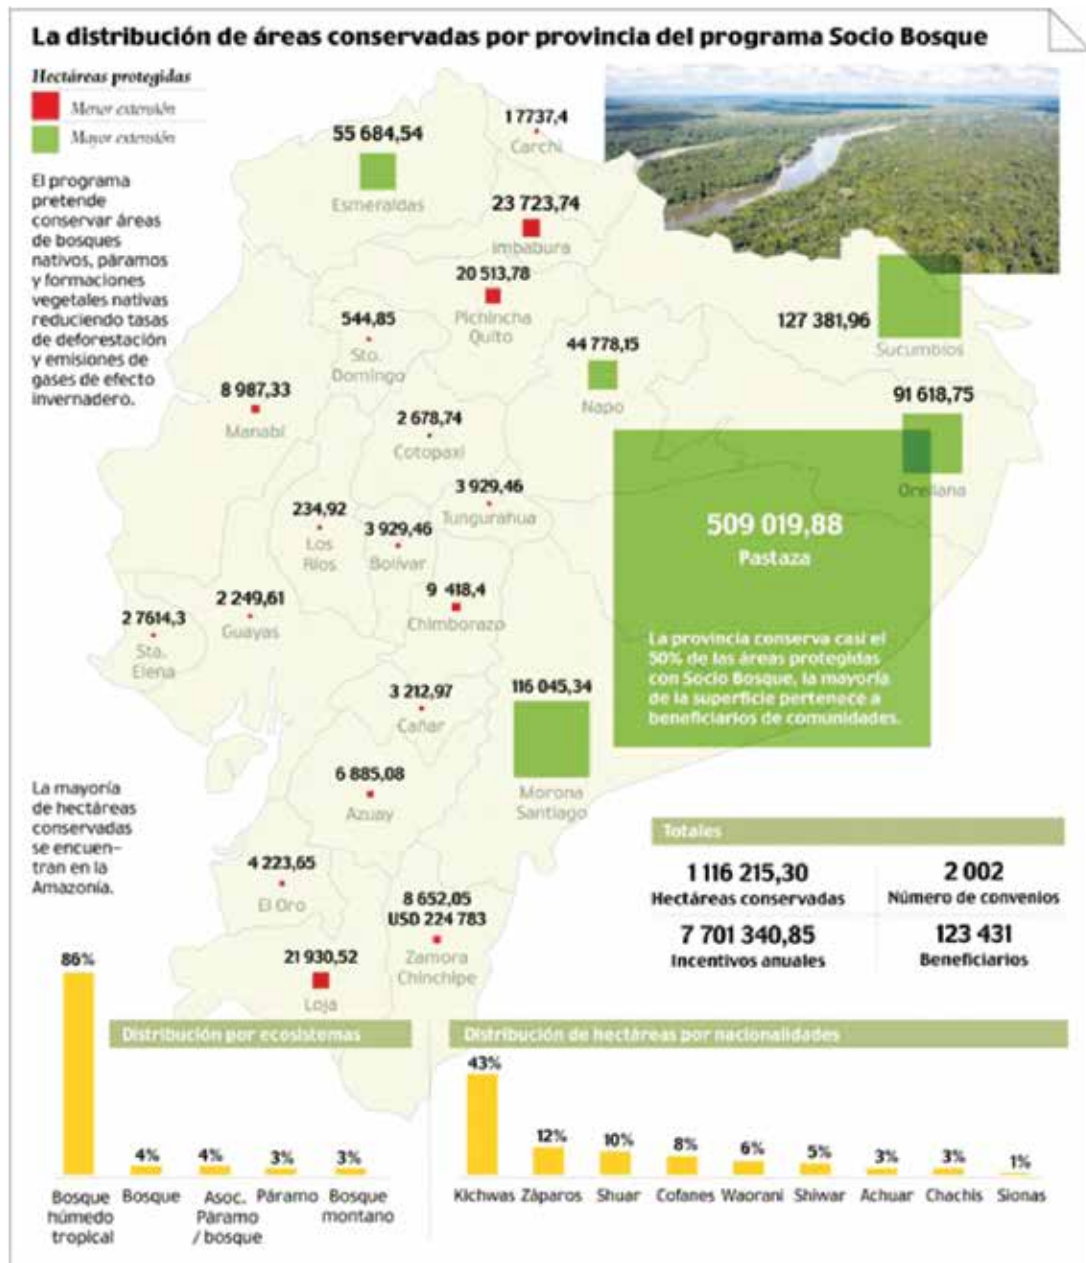 La distribución de áreas conservadas por provincia del programa Socio Bosque
Hectáreas protegidas
Menor extensión
Mayor extensión
El programa
pretende
conservar áreas
de bosques
nativos, páramos
y formaciones
vegetales nativas
reduciendo tasas
de deforestación
y emisiones de
gases de efecto
invernadero.
55 684,54
Esmeraldas
1 7737,4
Carchi
23 723,74
Imbabura
20 513,78
Pichincha
Quito
544,85
Sto.
Domingo
127 381,96
Sucumbíos
44 778,15
Napo
8 987,33
Manabí
91 618,75
Orellana
2 678,74
Cotopaxi
3 929,46
Tungurahua
234,92
Los
Ríos
3 929,46
Bolívar
509 019,88
Pastaza
La provincia conserva casi el
50% de las áreas protegidas
con Socio Bosque, la mayoría
de la superficie pertenece a
beneficiarios de comunidades.
9 418,4
Chimborazo
2 249,61
Guayas
2 7614,3
Sta.
Elena
3 212,97
Cañar
116 045,34
Morona
Santiago
6 885,08
Azuay
La mayoría
de hectáreas
conservadas
se encuen-
tran en la
Amazonía.
4 223,65
El Oro
8 652,05
USD 224 783
Zamora
Chinchipe
21 930,52
Loja
Totales
1 116 215,30
Hectáreas conservadas
2 002
Número de convenios
7 701 340,85
Incentivos anuales
123 431
Beneficiarios
Distribución por ecosistemas
86%
4%
4%
3%
3%
Bosque húmedo tropical
Bosque
Asoc. Páramo / bosque
Páramo
Bosque montano
Distribución de hectáreas por nacionalidades
43%
12%
10%
8%
6%
5%
3%
3%
1%
Kichwas Záparos Shuar Cofanes Waorani Shiwar Achuar Chachis Sionas